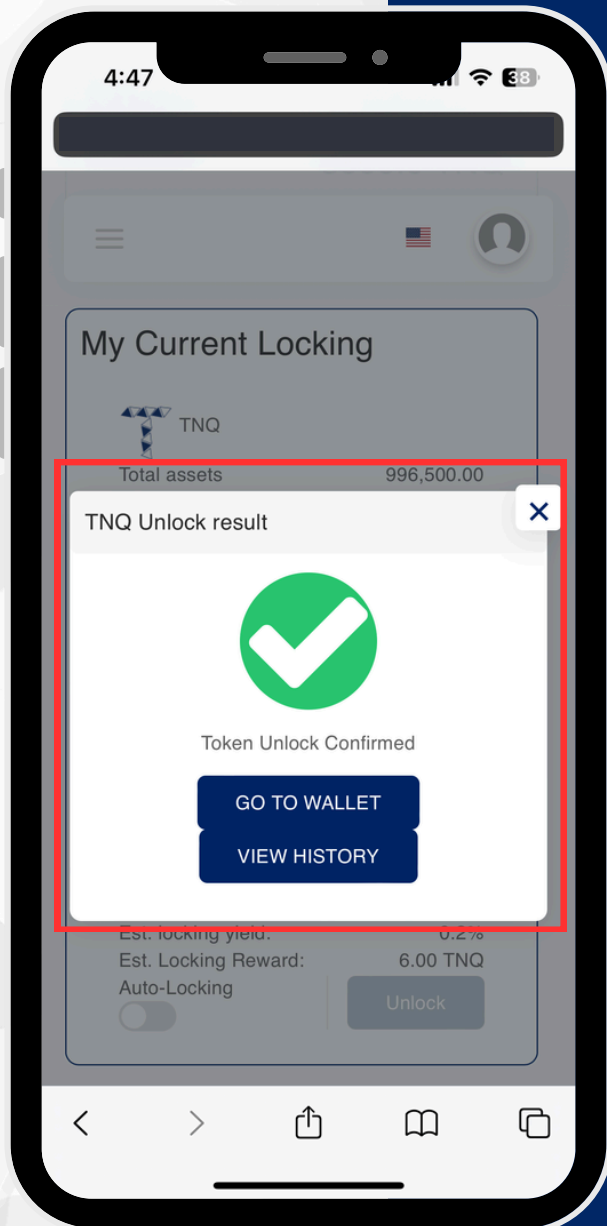 4:47
38
My Current Locking
TNQ
Total assets 996,500.00
TNQ Unlock result
Token Unlock Confirmed
GO TO WALLET
VIEW HISTORY
Est. locking yield: 0.2%
Est. Locking Reward: 6.00 TNQ
Auto-Locking
Unlock